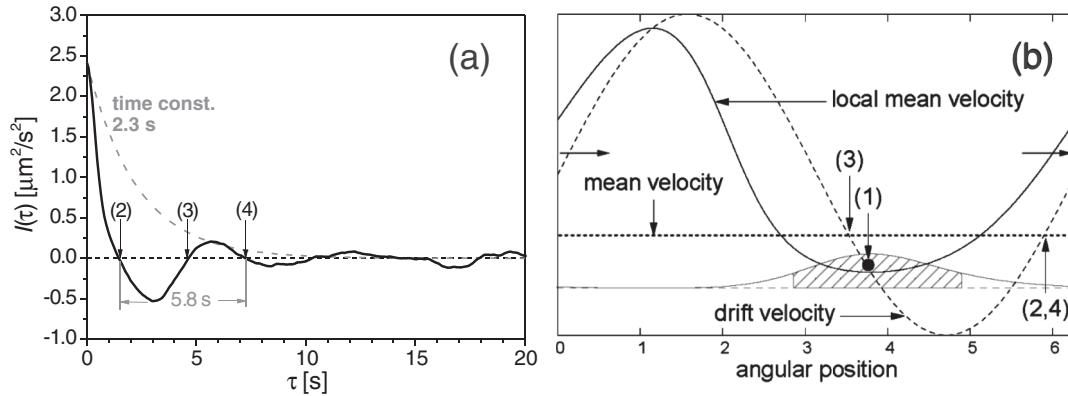 (a)
3.0
2.5
2.0
1.5
1.0
0.5
0.0
-0.5
-1.0
I(τ) [μm²/s²]
time const.
2.3 s
(2)
(3)
(4)
5.8 s
0
5
10
15
20
τ [s]
(b)
local mean velocity
(3)
mean velocity
(1)
drift velocity
(2,4)
0
1
2
3
4
5
6
angular position